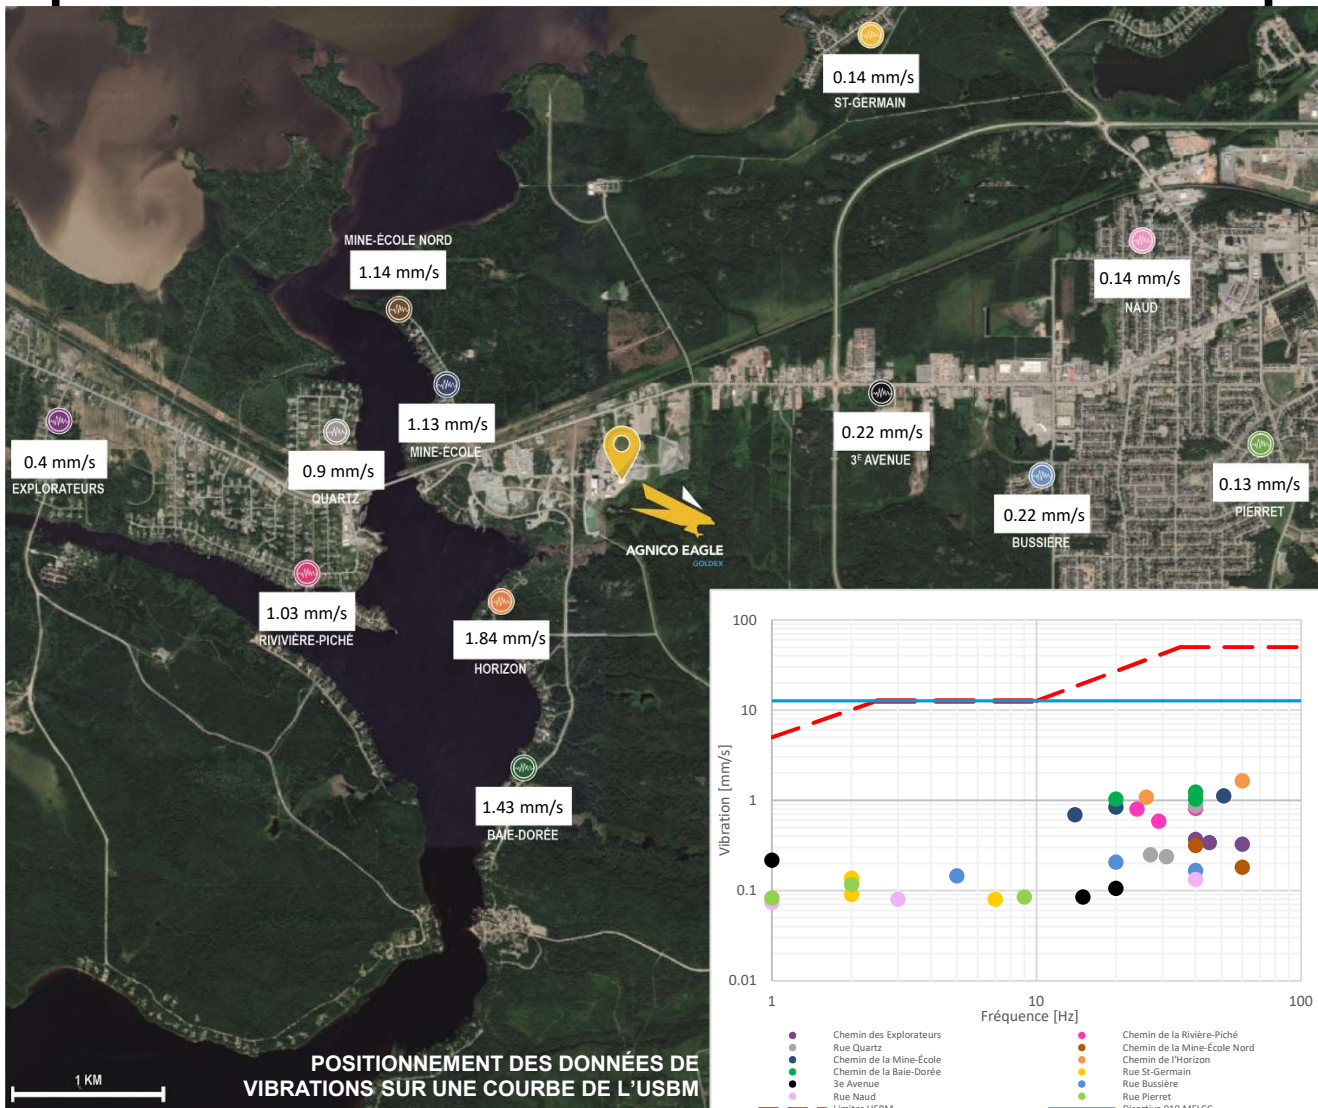 0.14 mm/s
ST-GERMAIN
MINE-ÉCOLE NORD
1.14 mm/s
0.14 mm/s
NAUD
1.13 mm/s
MINE-ÉCOLE
0.4 mm/s
EXPLORATEURS
0.9 mm/s
QUARTZ
0.22 mm/s
3E AVENUE
0.22 mm/s
BUSSIERE
0.13 mm/s
PIERRET
AGNICO EAGLE
GOLDEX
1.03 mm/s
RIVIVIÈRE-PICHÉ
1.84 mm/s
HORIZON
1.43 mm/s
BAIE-DORÉE
1 KM
POSITIONNEMENT DES DONNÉES DE
VIBRATIONS SUR UNE COURBE DE L'USBM
100
10
1
0.1
0.01
Vibration [mm/s]
1 10 100
Fréquence [Hz]
Chemin des Explorateurs
Chemin de la Rivière-Piché
Rue Quartz
Chemin de la Mine-École Nord
Chemin de la Mine-École
Chemin de l'Horizon
Chemin de la Baie-Dorée
Rue St-Germain
3e Avenue
Rue Bussière
Rue Naud
Rue Pierret
Limites USBM
Directive 019 MELCC